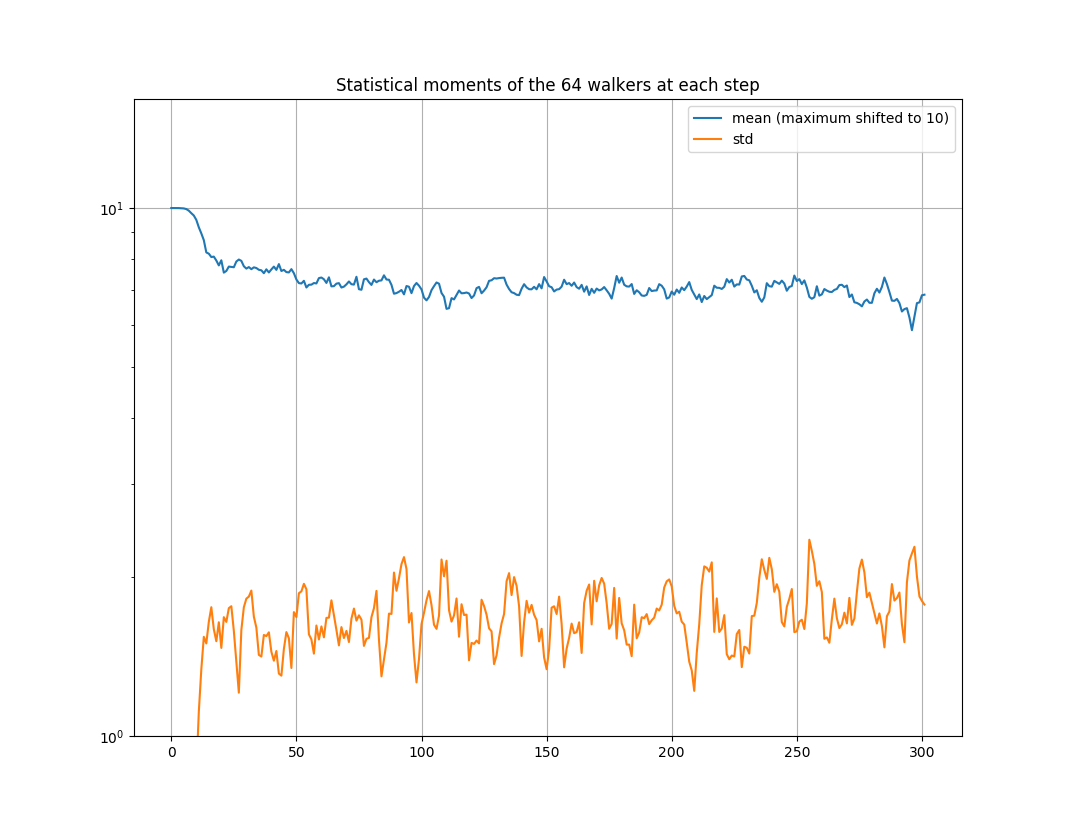 Statistical moments of the 64 walkers at each step
mean (maximum shifted to 10)
std
10¹
10⁰
0 50 100 150 200 250 300